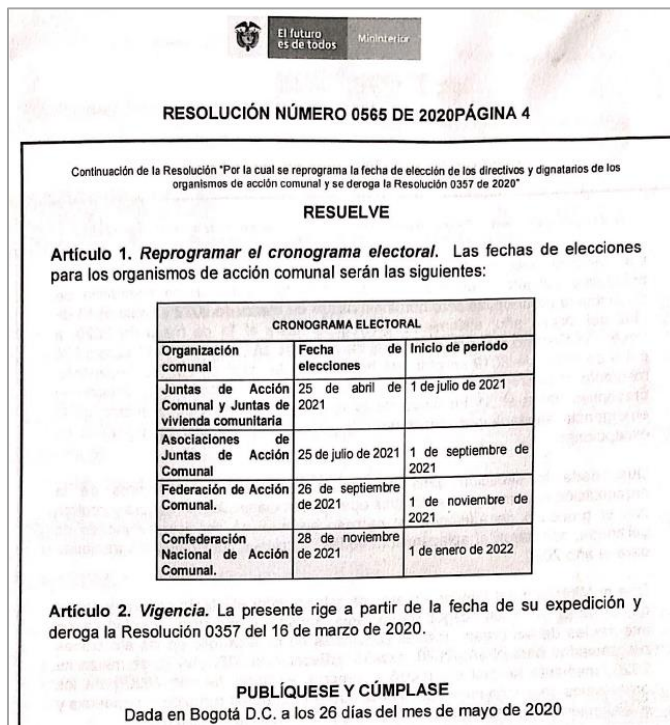 El futuro
es de todos
Mininterior
RESOLUCIÓN NÚMERO 0565 DE 2020PÁGINA 4
Continuación de la Resolución "Por la cual se reprograma la fecha de elección de los directivos y dignatarios de los
organismos de acción comunal y se deroga la Resolución 0357 de 2020"
RESUELVE
Artículo 1. Reprogramar el cronograma electoral. Las fechas de elecciones
para los organismos de acción comunal serán las siguientes:
CRONOGRAMA ELECTORAL
Organización comunal
Fecha de elecciones
Inicio de periodo
Juntas de Acción
Comunal y Juntas de
vivienda comunitaria
25 de abril de
2021
1 de julio de 2021
Asociaciones de
Juntas de Acción
Comunal
25 de julio de 2021
1 de septiembre de
2021
Federación de Acción
Comunal.
26 de septiembre
de 2021
1 de noviembre de
2021
Confederación
Nacional de Acción
Comunal.
28 de noviembre
de 2021
1 de enero de 2022
Artículo 2. Vigencia. La presente rige a partir de la fecha de su expedición y
deroga la Resolución 0357 del 16 de marzo de 2020
PUBLÍQUESE Y CÚMPLASE
Dada en Bogotá D.C. a los 26 días del mes de mayo de 2020